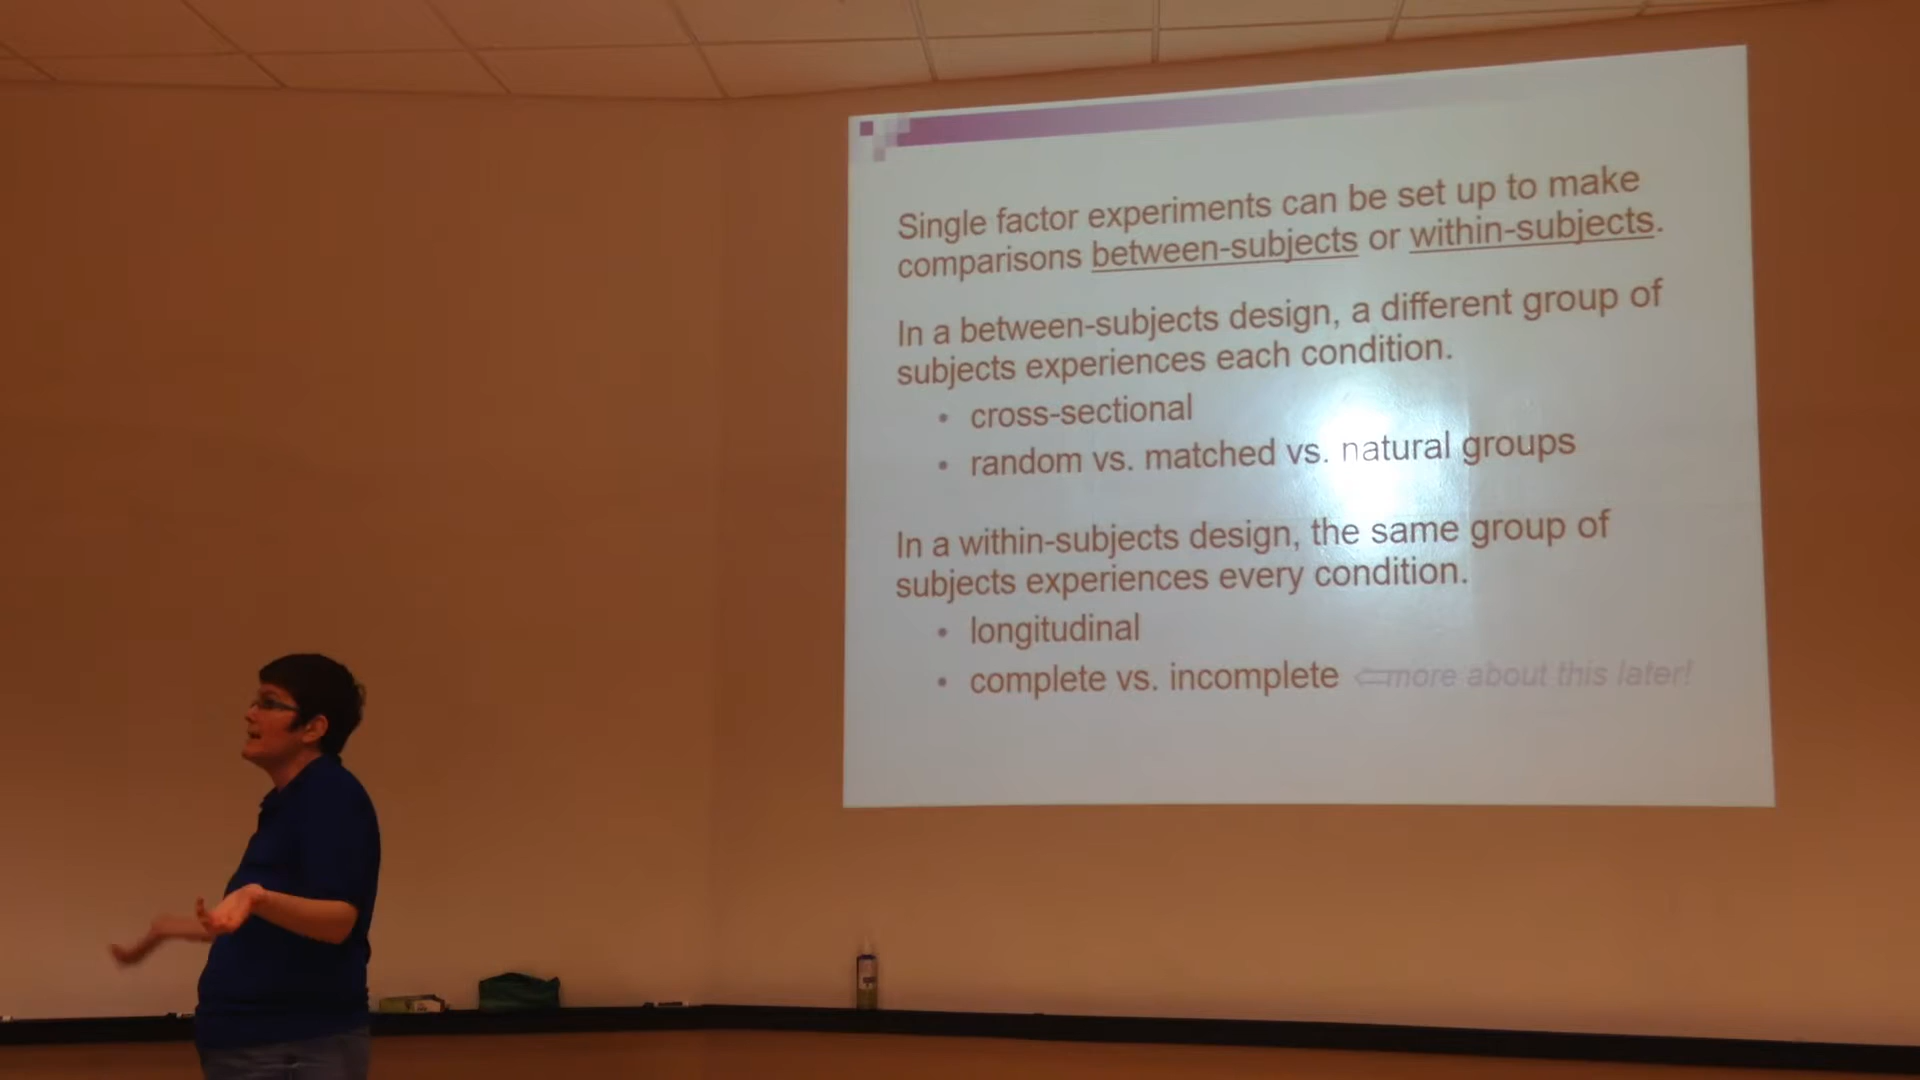 Single factor experiments can be set up to make
comparisons between-subjects or within-subjects.
In a between-subjects design, a different group of
subjects experiences each condition.
• cross-sectional
• random vs. matched vs. natural groups
In a within-subjects design, the same group of
subjects experiences every condition.
• longitudinal
• complete vs. incomplete ⇐more about this later!